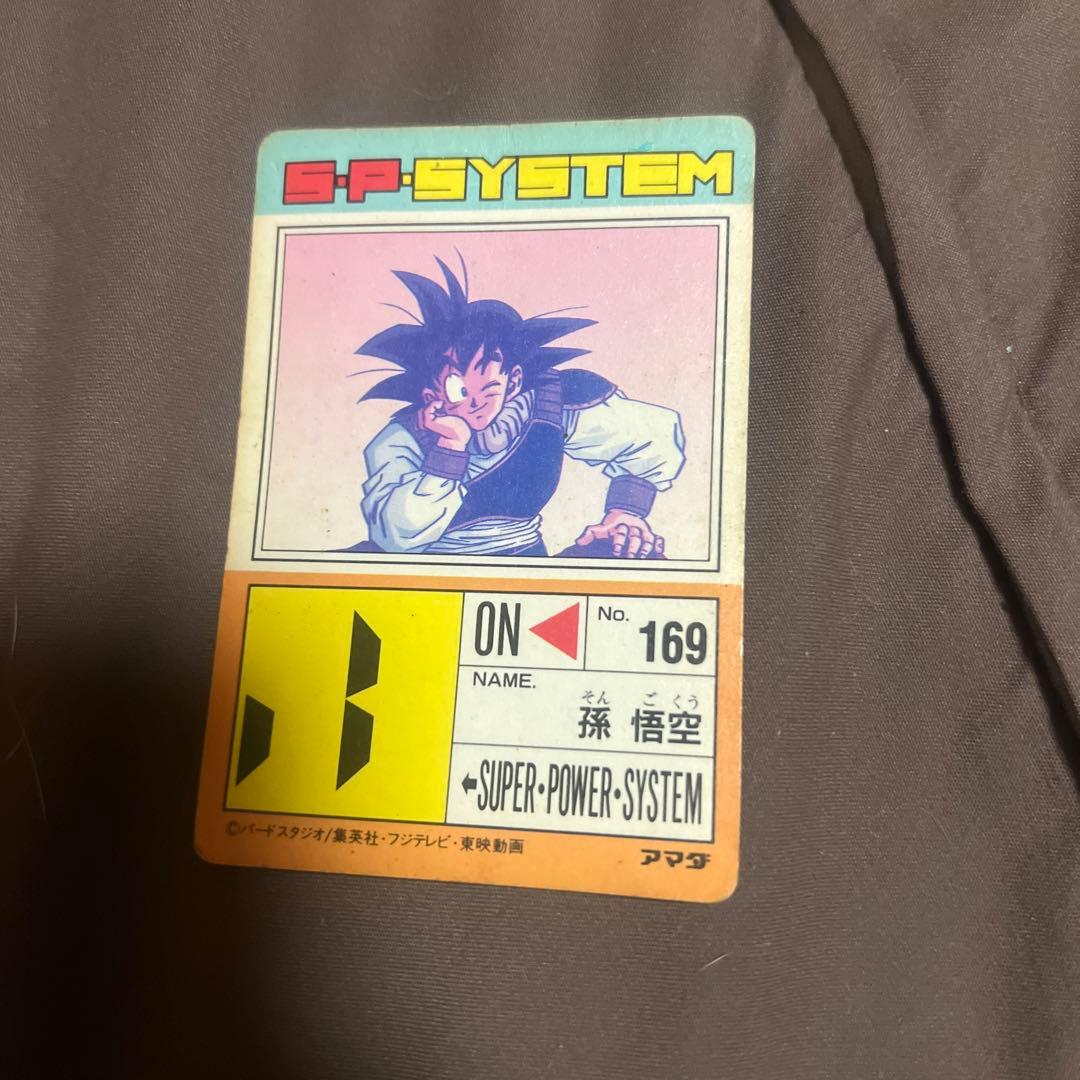 S・P・SYSTEM
ON
No.
169
NAME.
そん ご くう
孫 悟空
←SUPER・POWER・SYSTEM
©バードスタジオ/集英社・フジテレビ・東映動画
アマダ